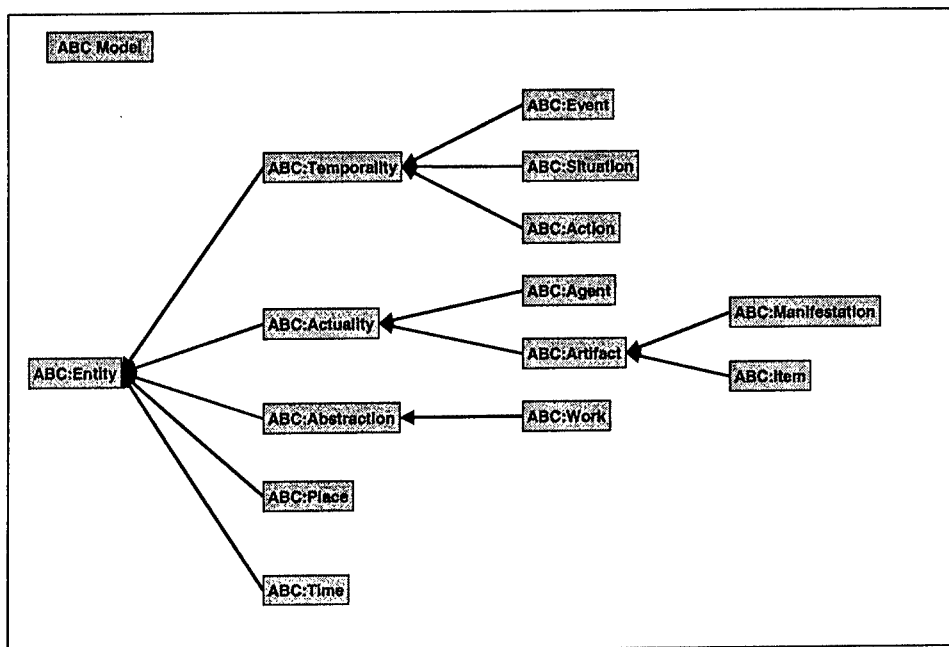 ABC Model
ABC:Event
ABC:Temporality
ABC:Situation
ABC:Action
ABC:Agent
ABC:Actuality
ABC:Manifestation
ABC:Artifact
ABC:Entity
ABC:Item
ABC:Abstraction
ABC:Work
ABC:Place
ABC:Time